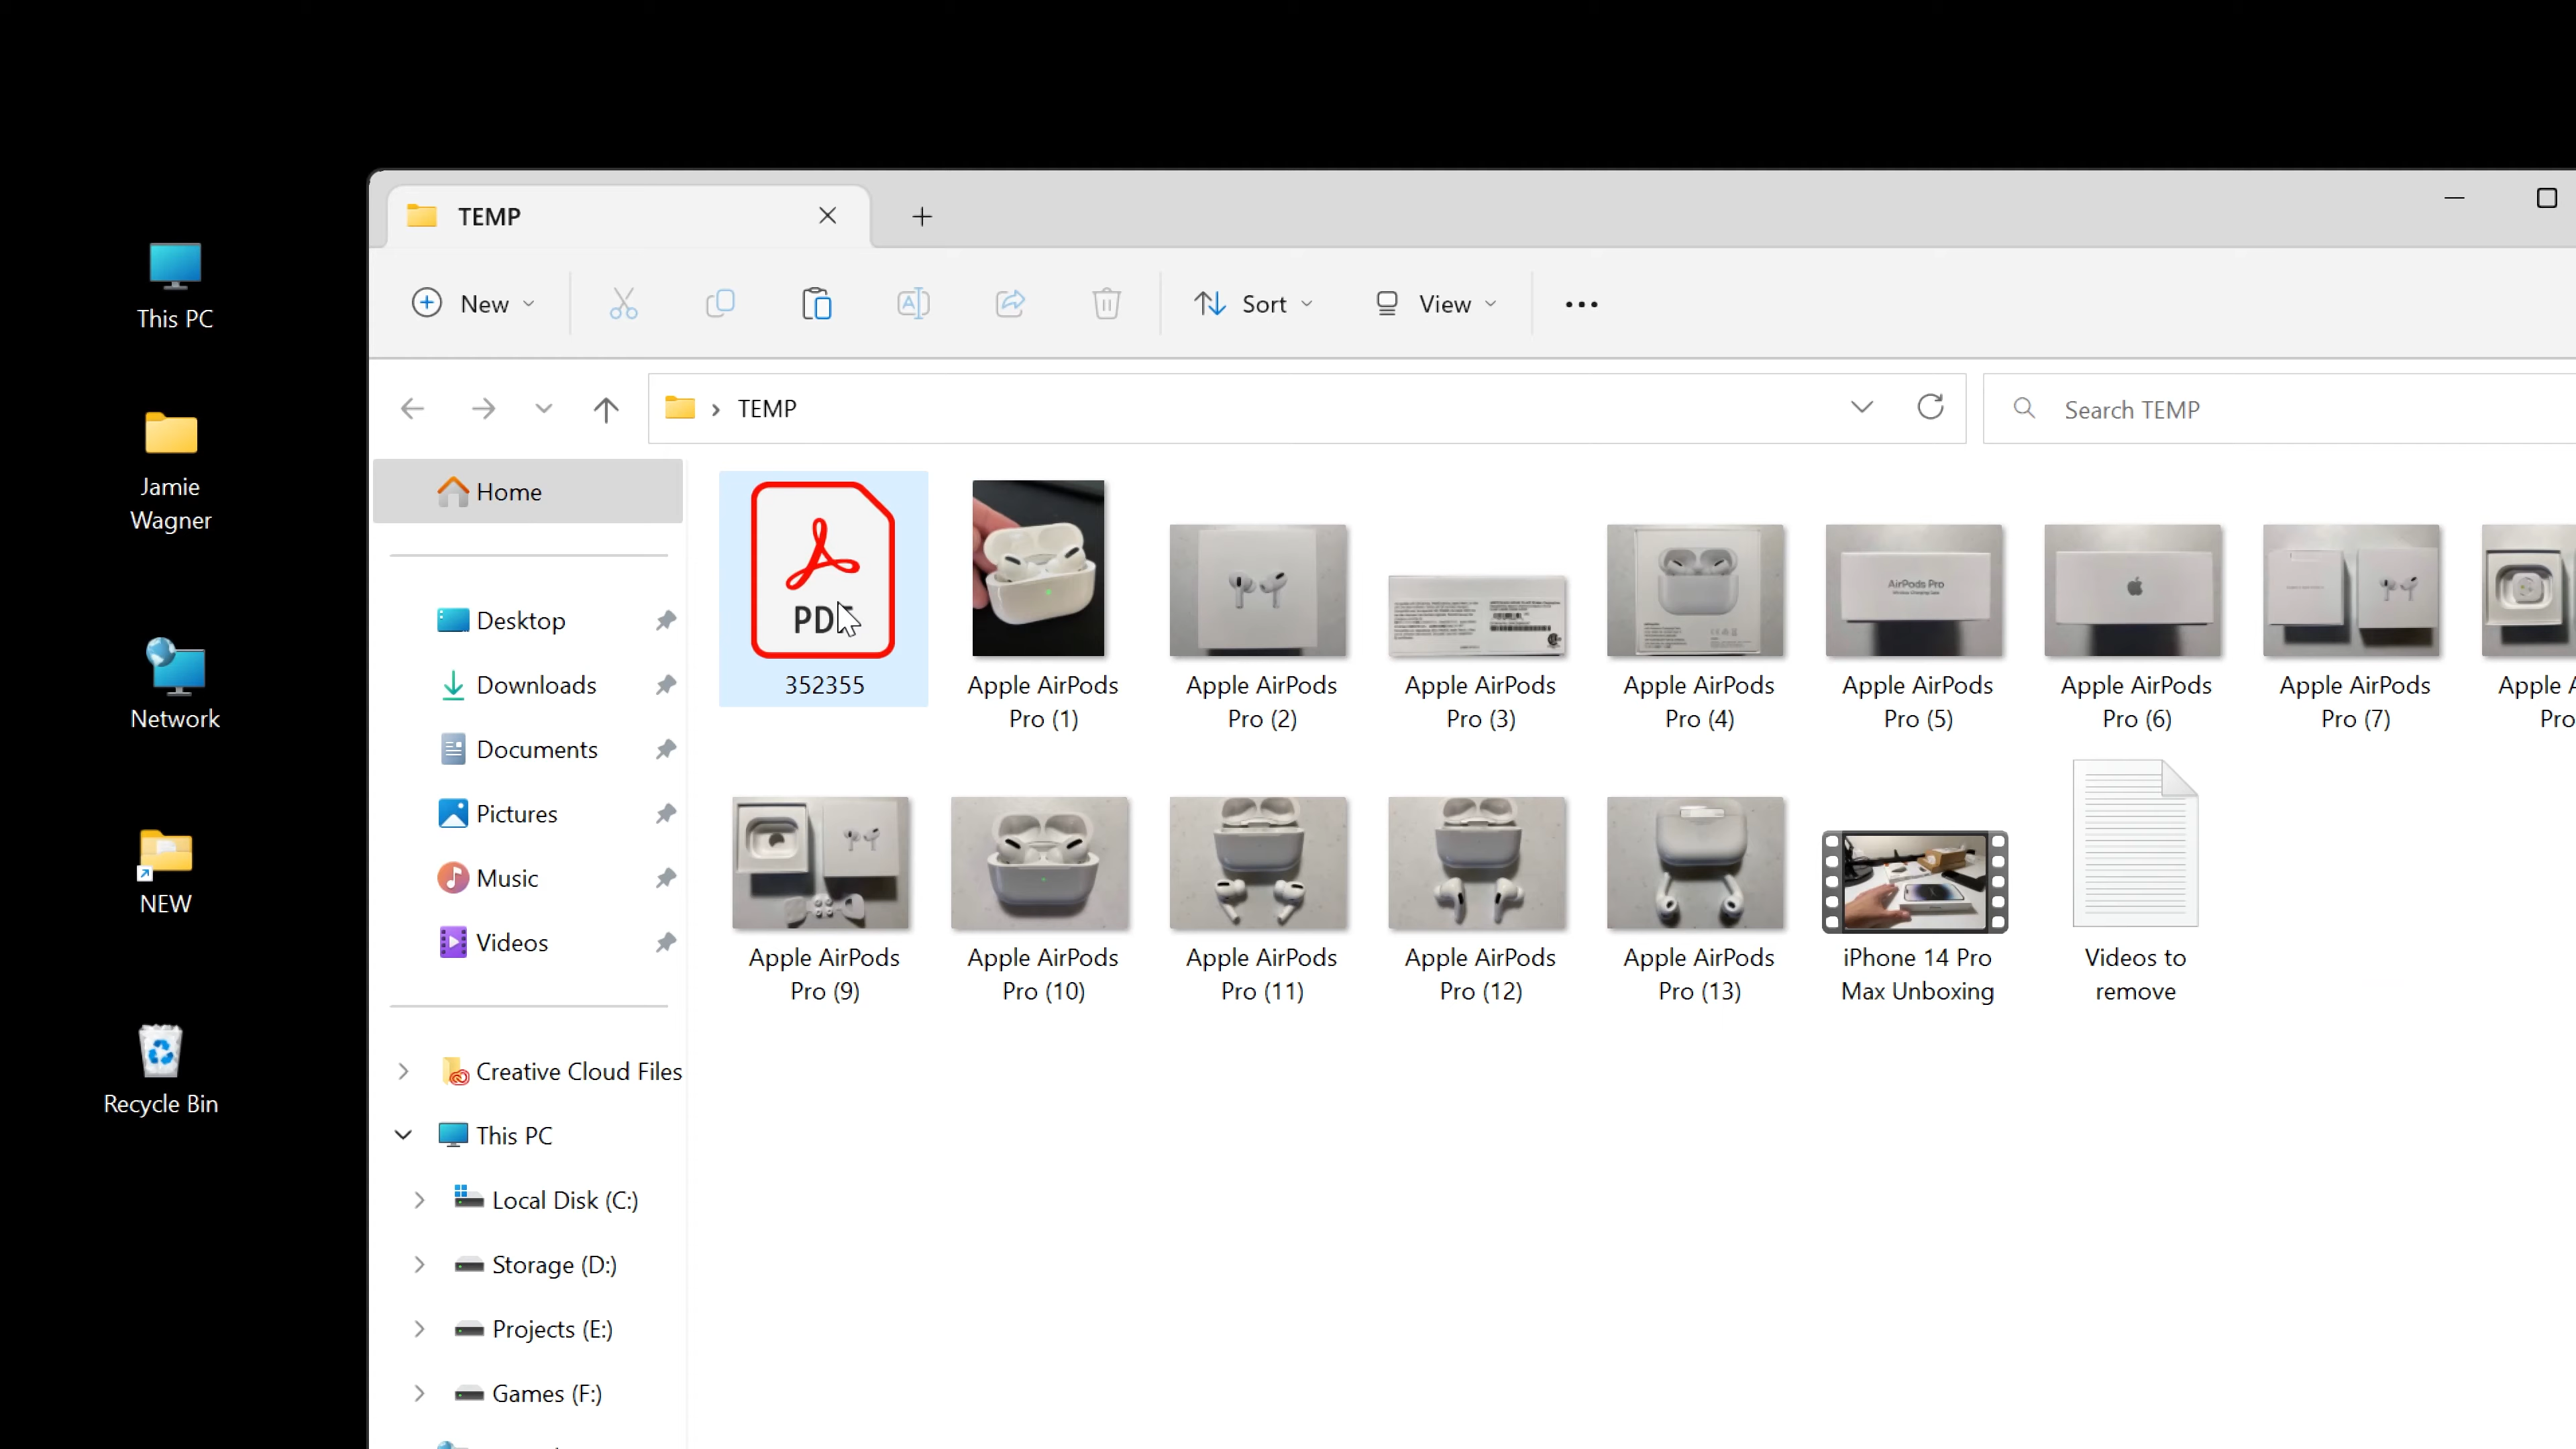 This PC
Jamie
Wagner
Network
NEW
Recycle Bin
TEMP
New
Sort
View
TEMP
Search TEMP
Home
Desktop
Downloads
Documents
Pictures
Music
Videos
Creative Cloud Files
This PC
Local Disk (C:)
Storage (D:)
Projects (E:)
Games (F:)
352355
Apple AirPods
Pro (1)
Apple AirPods
Pro (2)
Apple AirPods
Pro (3)
Apple AirPods
Pro (4)
AirPods Pro
Apple AirPods
Pro (5)
Apple AirPods
Pro (6)
Apple AirPods
Pro (7)
Apple
Pro
Apple AirPods
Pro (9)
Apple AirPods
Pro (10)
Apple AirPods
Pro (11)
Apple AirPods
Pro (12)
Apple AirPods
Pro (13)
iPhone 14 Pro
Max Unboxing
Videos to
remove